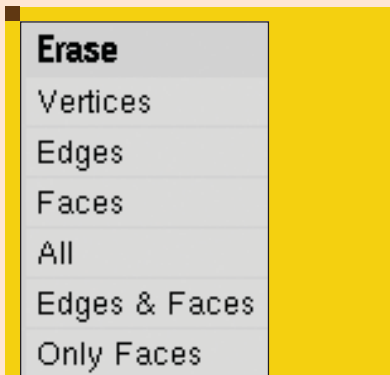 Erase
Vertices
Edges
Faces
All
Edges & Faces
Only Faces